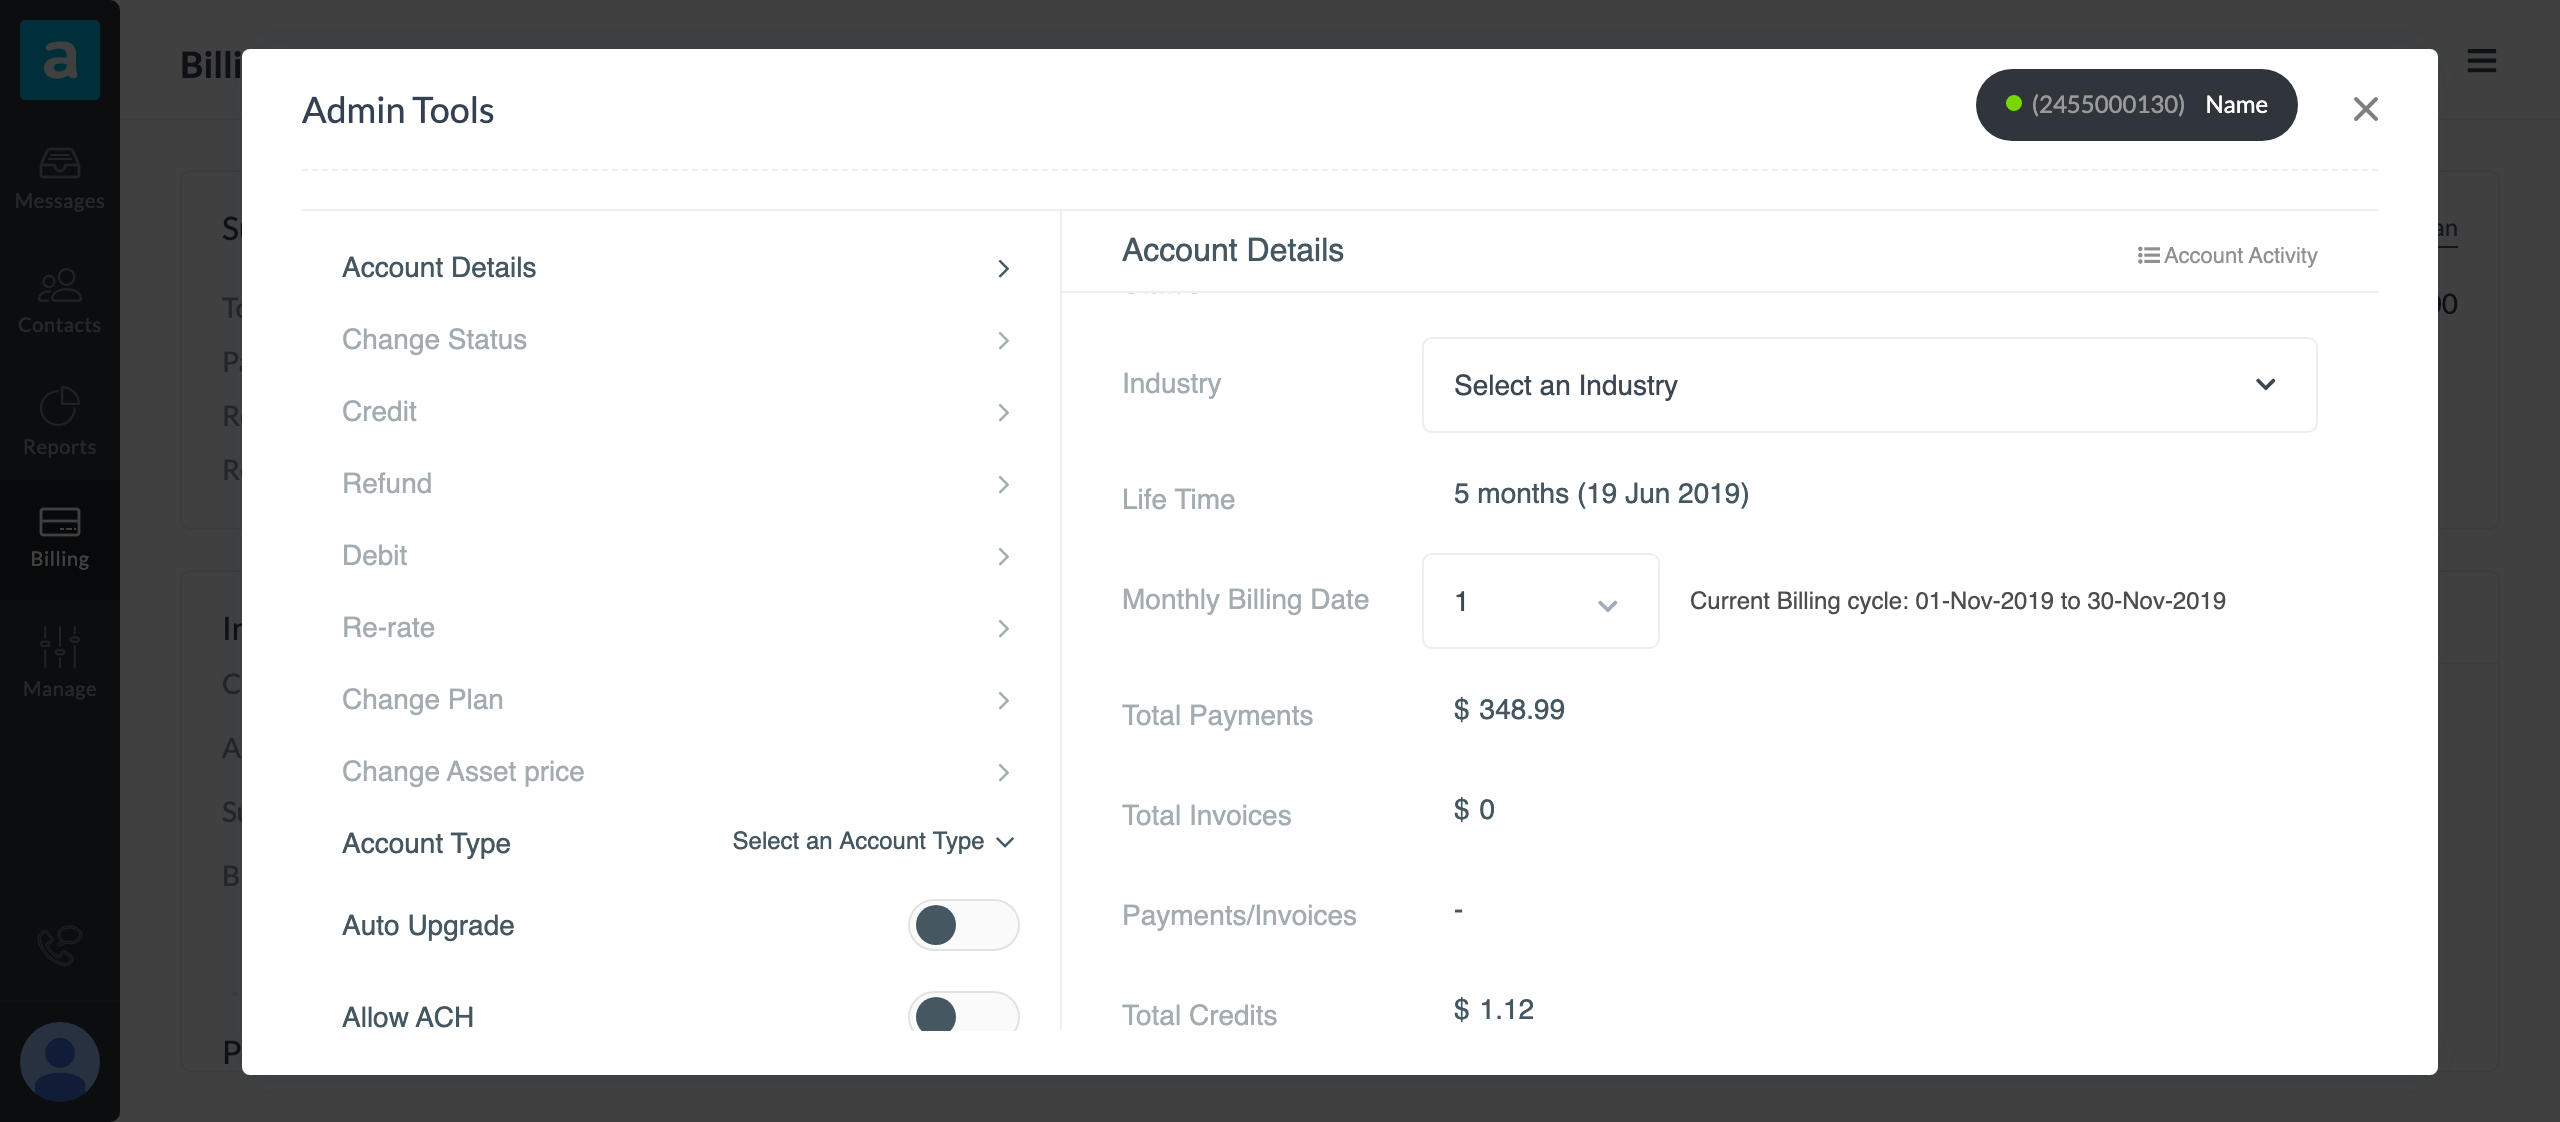 a
Messages
Contacts
Reports
Billing
Manage
Billi
Admin Tools
(2455000130) Name
Account Details
Change Status
Credit
Refund
Debit
Re-rate
Change Plan
Change Asset price
Account Type
Select an Account Type
Auto Upgrade
Allow ACH
Account Details
Account Activity
Industry
Select an Industry
Life Time
5 months (19 Jun 2019)
Monthly Billing Date
1
Current Billing cycle: 01-Nov-2019 to 30-Nov-2019
Total Payments
$ 348.99
Total Invoices
$ 0
Payments/Invoices
-
Total Credits
$ 1.12